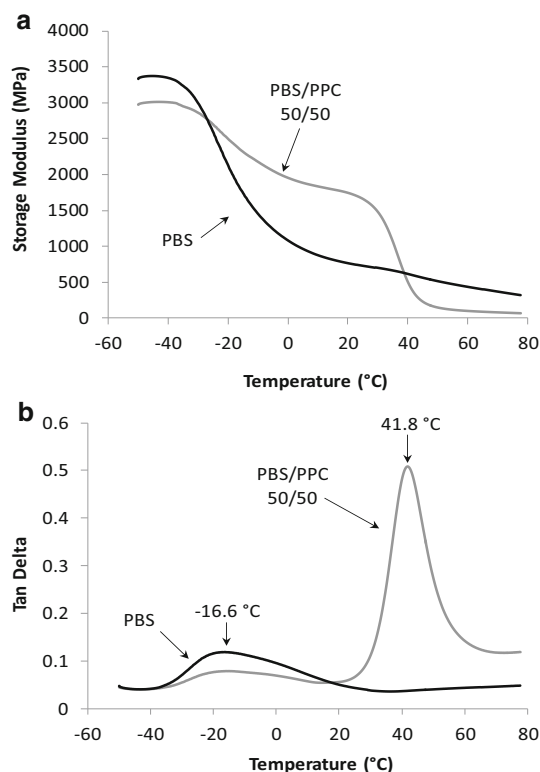 a
4000
3500
3000
2500
2000
1500
1000
500
0
Storage Modulus (MPa)
PBS/PPC
50/50
PBS
-60 -40 -20 0 20 40 60 80
Temperature (°C)
b
0.6
0.5
0.4
0.3
0.2
0.1
0
Tan Delta
41.8 °C
PBS/PPC
50/50
-16.6 °C
PBS
-60 -40 -20 0 20 40 60 80
Temperature (°C)